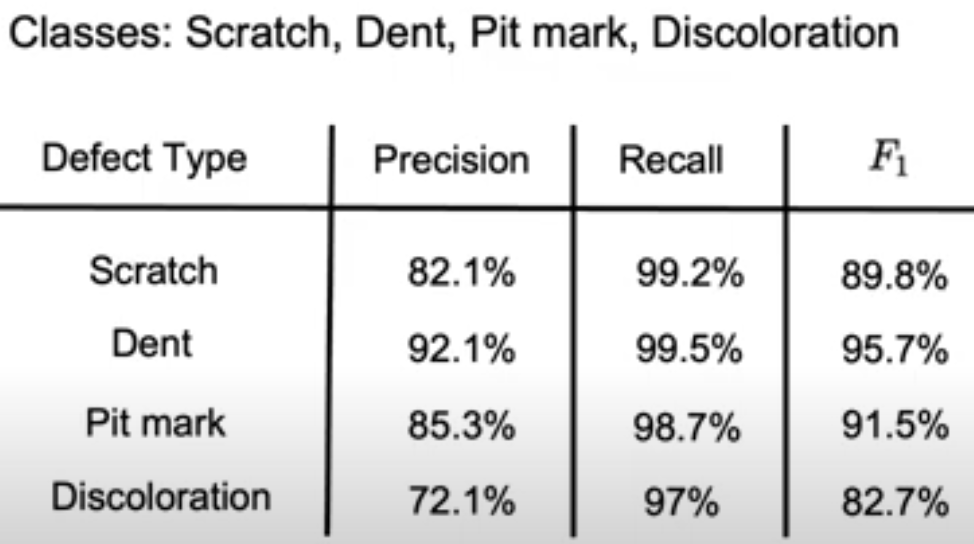 Classes: Scratch, Dent, Pit mark, Discoloration
Defect Type Precision Recall F₁
Scratch 82.1% 99.2% 89.8%
Dent 92.1% 99.5% 95.7%
Pit mark 85.3% 98.7% 91.5%
Discoloration 72.1% 97% 82.7%